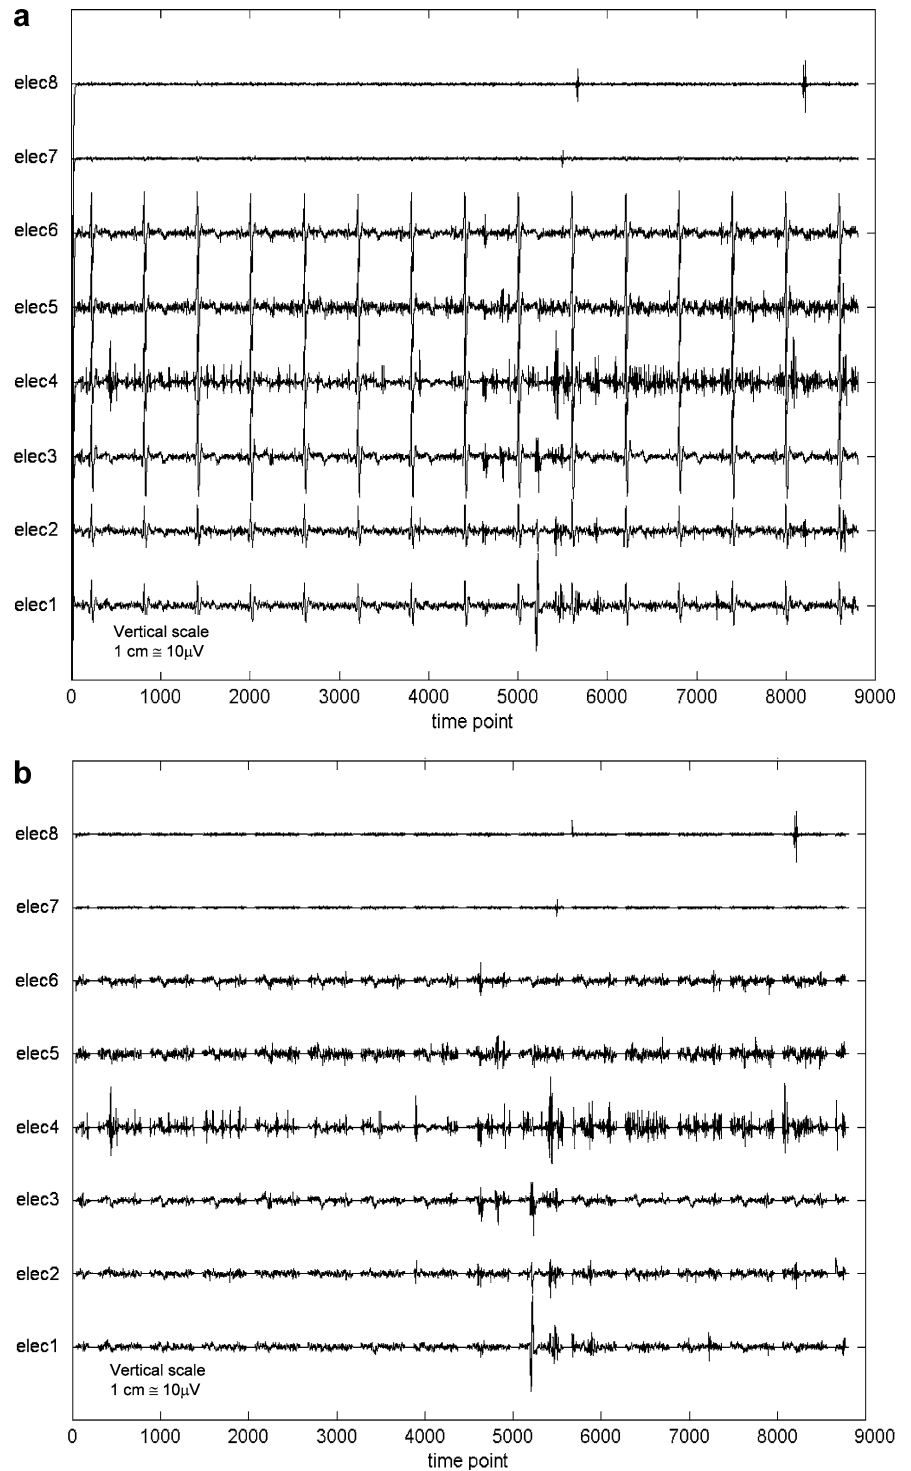 a
elec8
elec7
elec6
elec5
elec4
elec3
elec2
elec1
Vertical scale
1 cm ≅ 10µV
0 1000 2000 3000 4000 5000 6000 7000 8000 9000
time point
b
elec8
elec7
elec6
elec5
elec4
elec3
elec2
elec1
Vertical scale
1 cm ≅ 10µV
0 1000 2000 3000 4000 5000 6000 7000 8000 9000
time point